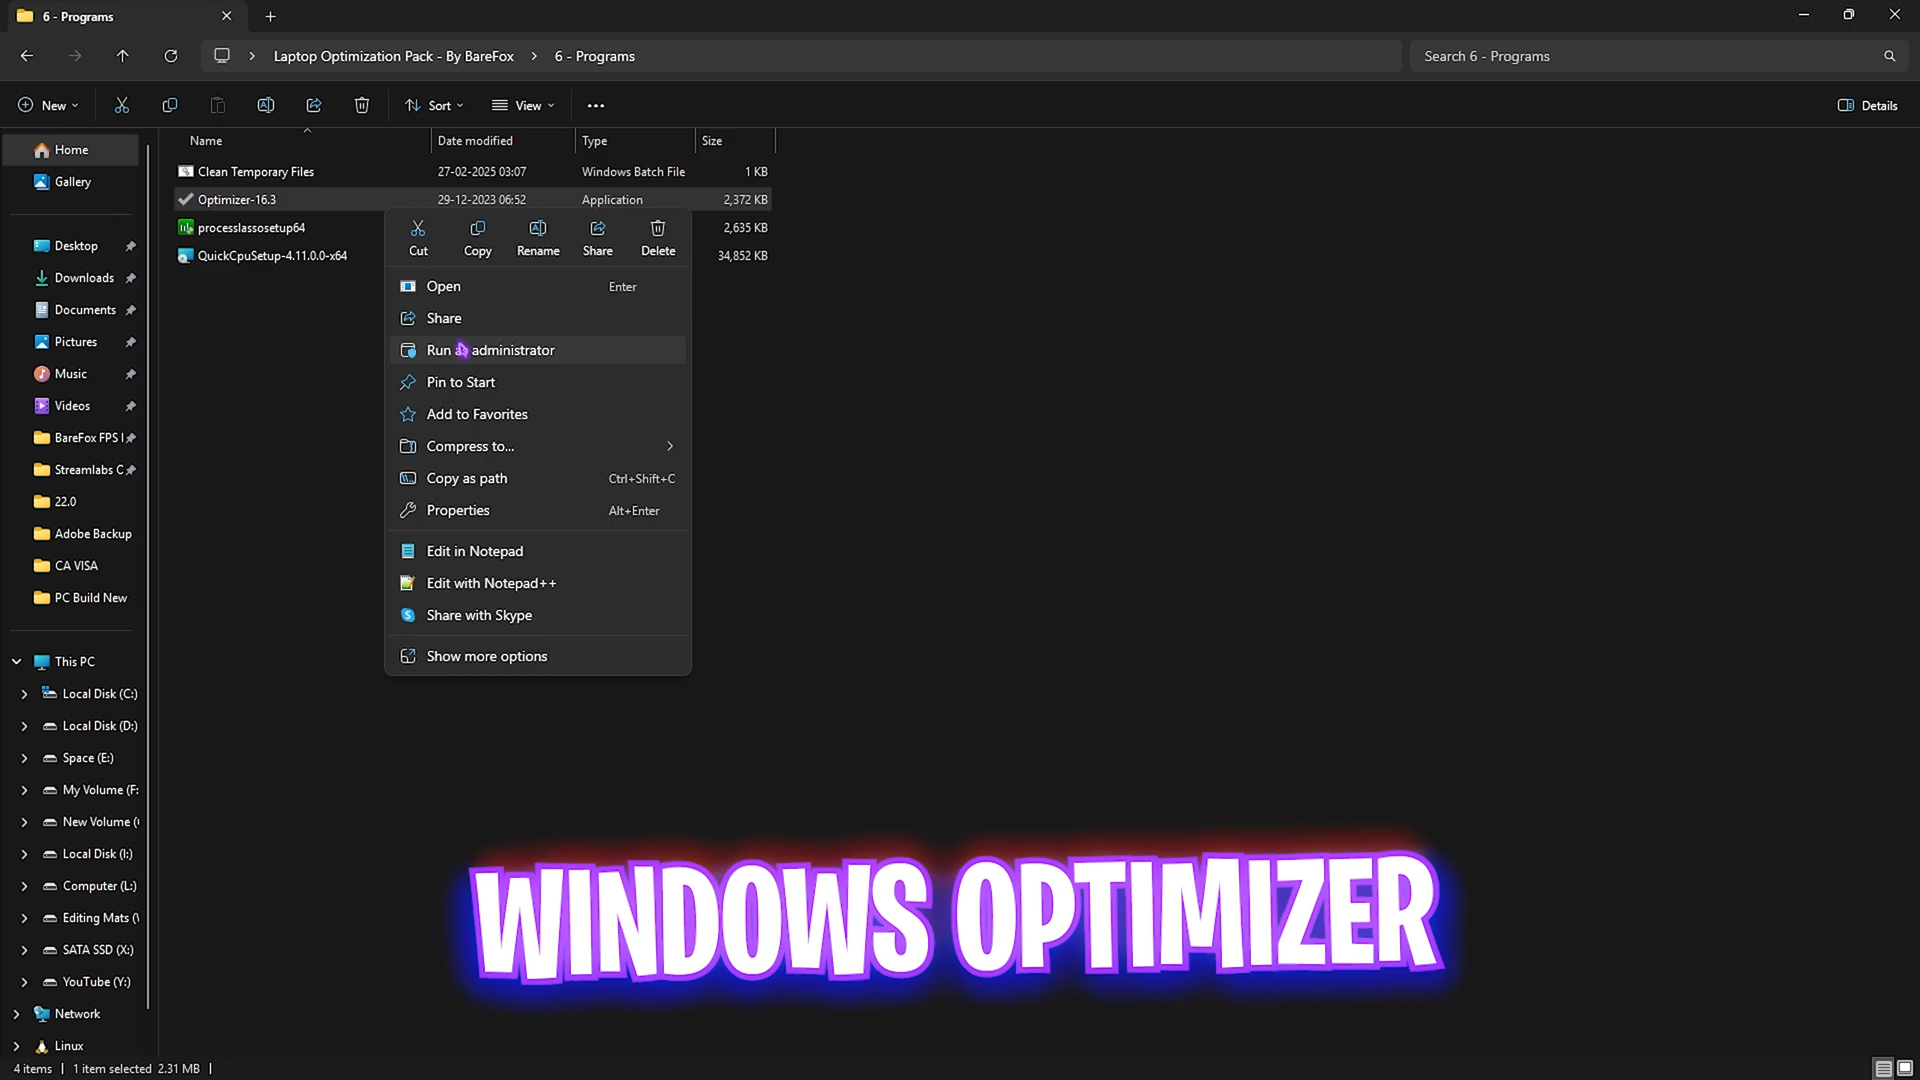 6 - Programs
Laptop Optimization Pack - By BareFox > 6 - Programs
Search 6 - Programs
New
Sort
View
Details
Name Date modified Type Size
Clean Temporary Files 27-02-2025 03:07 Windows Batch File 1 KB
Optimizer-16.3 29-12-2023 06:52 Application 2,372 KB
processlassosetup64 2,635 KB
QuickCpuSetup-4.11.0.0-x64 34,852 KB
Cut Copy Rename Share Delete
Open Enter
Share
Run as administrator
Pin to Start
Add to Favorites
Compress to...
Copy as path Ctrl+Shift+C
Properties Alt+Enter
Edit in Notepad
Edit with Notepad++
Share with Skype
Show more options
Home
Gallery
Desktop
Downloads
Documents
Pictures
Music
Videos
BareFox FPS
Streamlabs C
22.0
Adobe Backup
CA VISA
PC Build New
This PC
Local Disk (C:)
Local Disk (D:)
Space (E:)
My Volume (F:
New Volume (
Local Disk (I:)
Computer (L:)
Editing Mats (
SATA SSD (X:)
YouTube (Y:)
Network
Linux
WINDOWS OPTIMIZER
4 items | 1 item selected 2.31 MB |